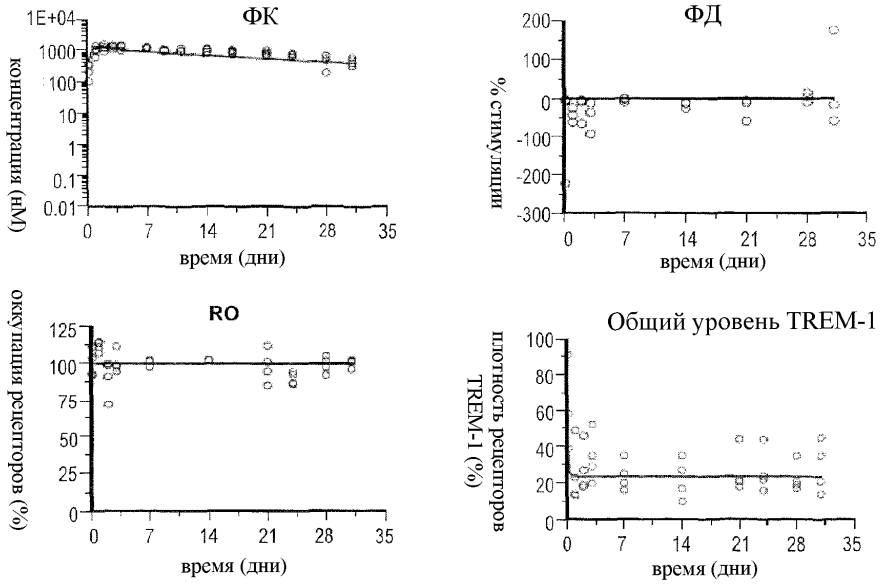 ФК
1E+04
1000
100
10
1
0.1
0.01
0 7 14 21 28 35
время (дни)
концентрация (нМ)
ФД
200
100
0
-100
-200
-300
0 7 14 21 28 35
время (дни)
% стимуляции
RO
125
100
75
50
25
0
0 7 14 21 28 35
время (дни)
оккупация рецепторов (%)
Общий уровень TREM-1
100
80
60
40
20
0
0 7 14 21 28 35
время (дни)
плотность рецепторов
TREM-1 (%)